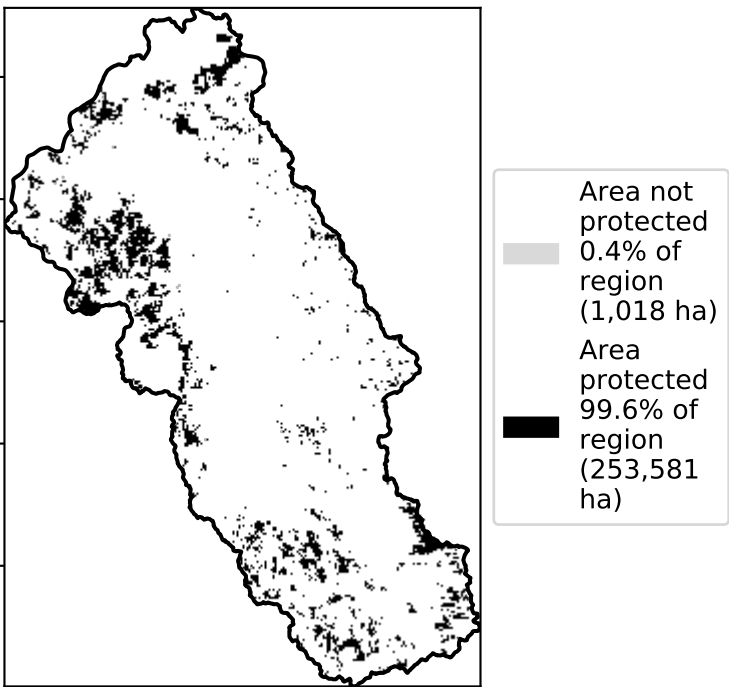 Area not
protected
0.4% of
region
(1,018 ha)
Area
protected
99.6% of
region
(253,581
ha)